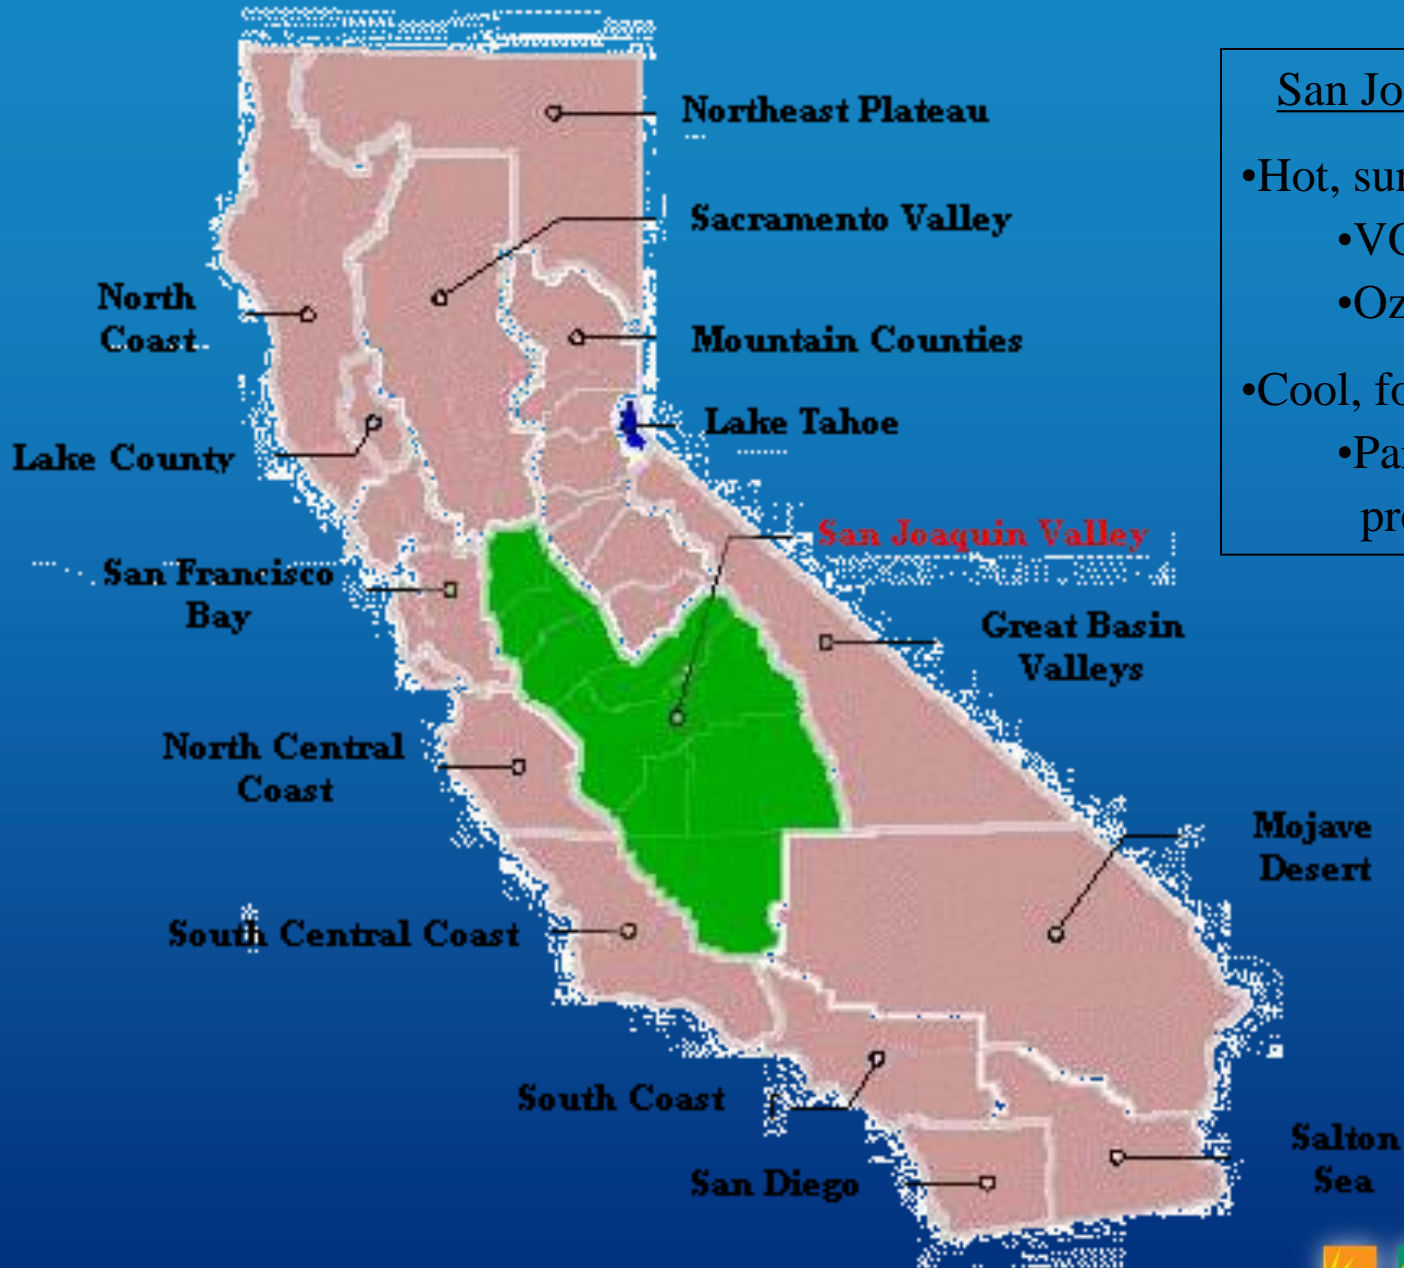 Northeast Plateau
Sacramento Valley
North
Coast
Mountain Counties
Lake Tahoe
Lake County
San Joaquin Valley
San Francisco
Bay
Great Basin
Valleys
North Central
Coast
Mojave
Desert
South Central Coast
South Coast
Salton
Sea
San Diego
San Jo
•Hot, su
•VO
•Oz
•Cool, fo
•Pa
pr